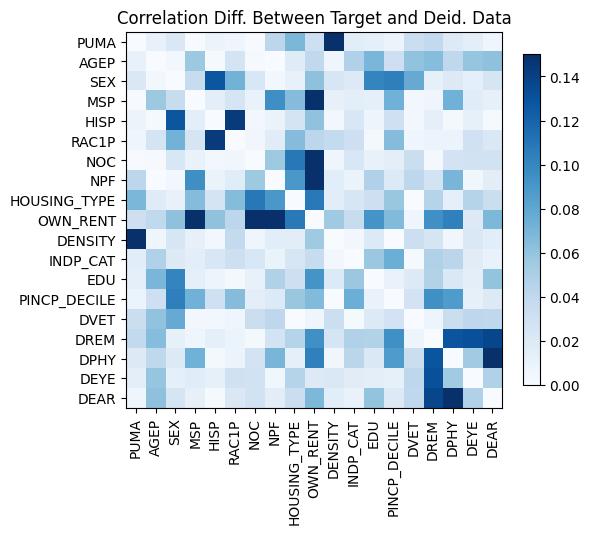 Correlation Diff. Between Target and Deid. Data
PUMA
AGEP
SEX
MSP
HISP
RAC1P
NOC
NPF
HOUSING_TYPE
OWN_RENT
DENSITY
INDP_CAT
EDU
PINCP_DECILE
DVET
DREM
DPHY
DEYE
DEAR
0.14
0.12
0.10
0.08
0.06
0.04
0.02
0.00
PUMA
AGEP
SEX
MSP
HISP
RAC1P
NOC
NPF
HOUSING_TYPE
OWN_RENT
DENSITY
INDP_CAT
EDU
PINCP_DECILE
DVET
DREM
DPHY
DEYE
DEAR